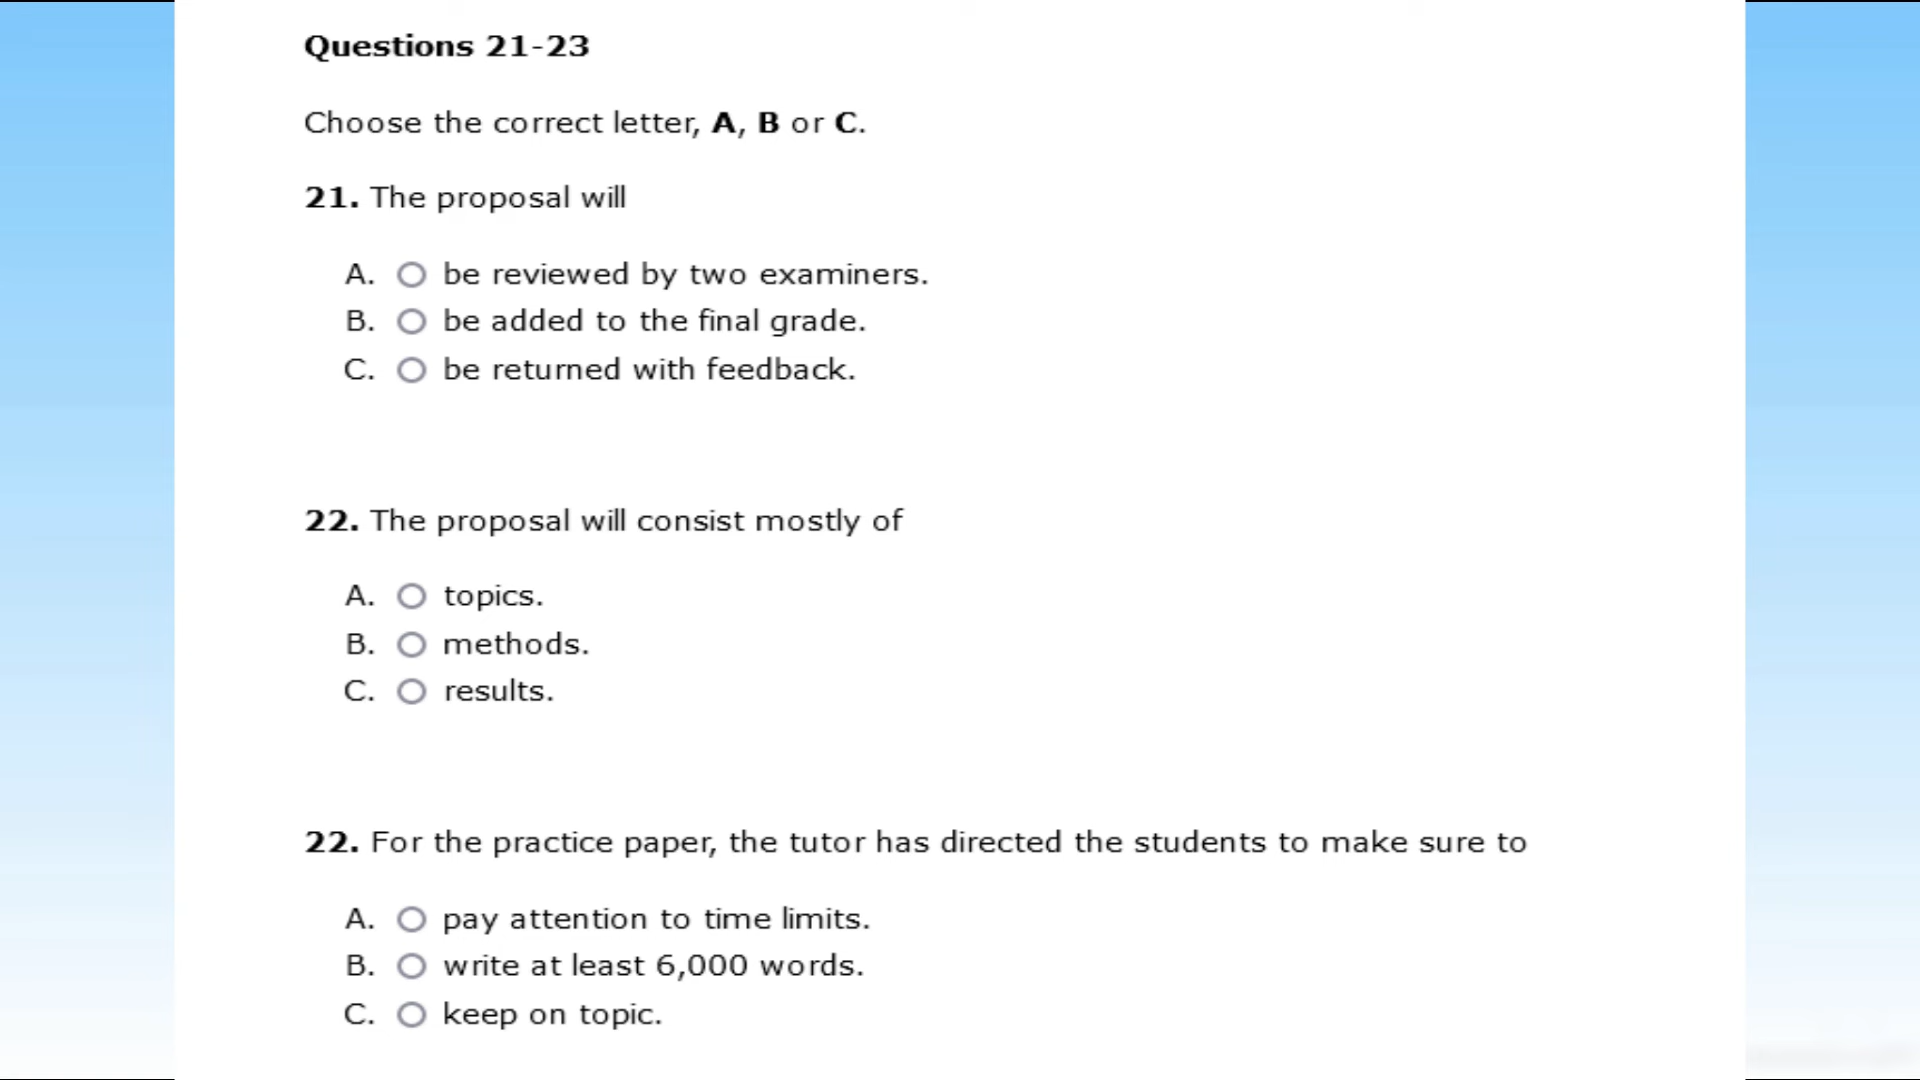 Questions 21-23
Choose the correct letter, A, B or C.
21. The proposal will
A. be reviewed by two examiners.
B. be added to the final grade.
C. be returned with feedback.
22. The proposal will consist mostly of
A. topics.
B. methods.
C. results.
22. For the practice paper, the tutor has directed the students to make sure to
A. pay attention to time limits.
B. write at least 6,000 words.
C. keep on topic.